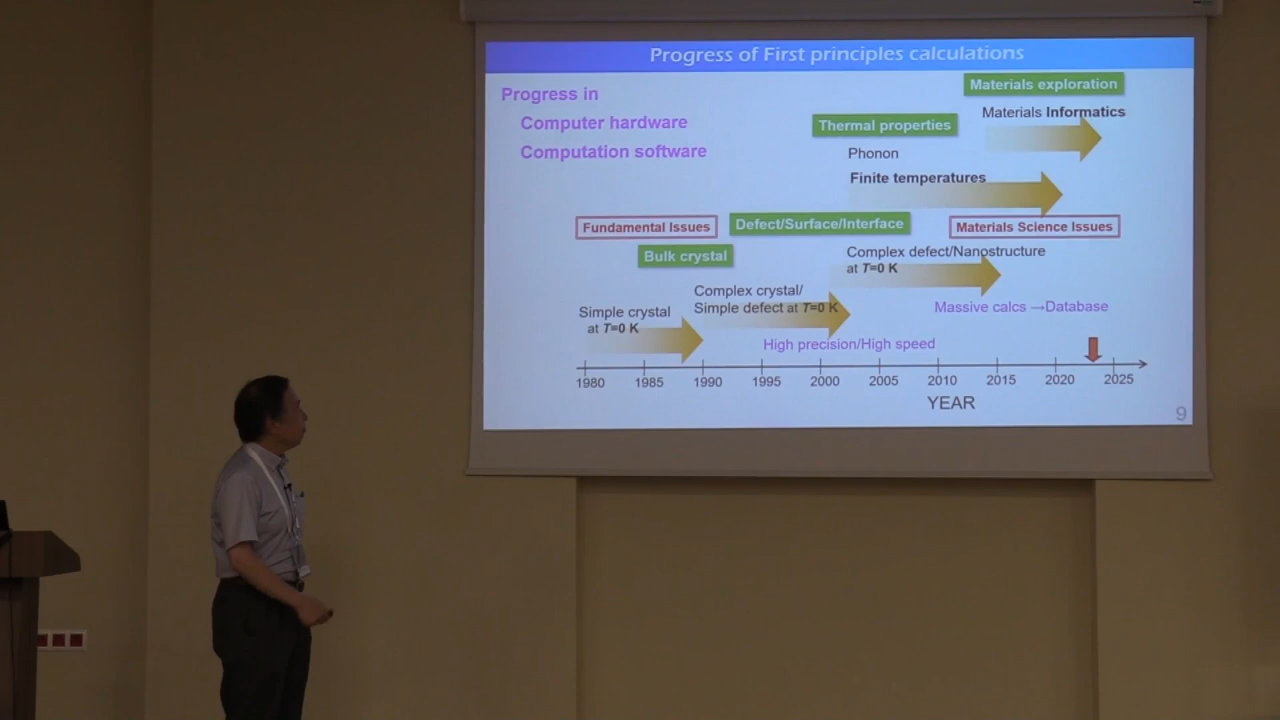 Progress of First principles calculations
Progress in
Computer hardware
Computation software
Materials exploration
Materials Informatics
Thermal properties
Phonon
Finite temperatures
Fundamental Issues
Defect/Surface/Interface
Materials Science Issues
Bulk crystal
Complex defect/Nanostructure
at T=0 K
Complex crystal/
Simple defect at T=0 K
Simple crystal
at T=0 K
Massive calcs →Database
High precision/High speed
1980 1985 1990 1995 2000 2005 2010 2015 2020 2025
YEAR
9